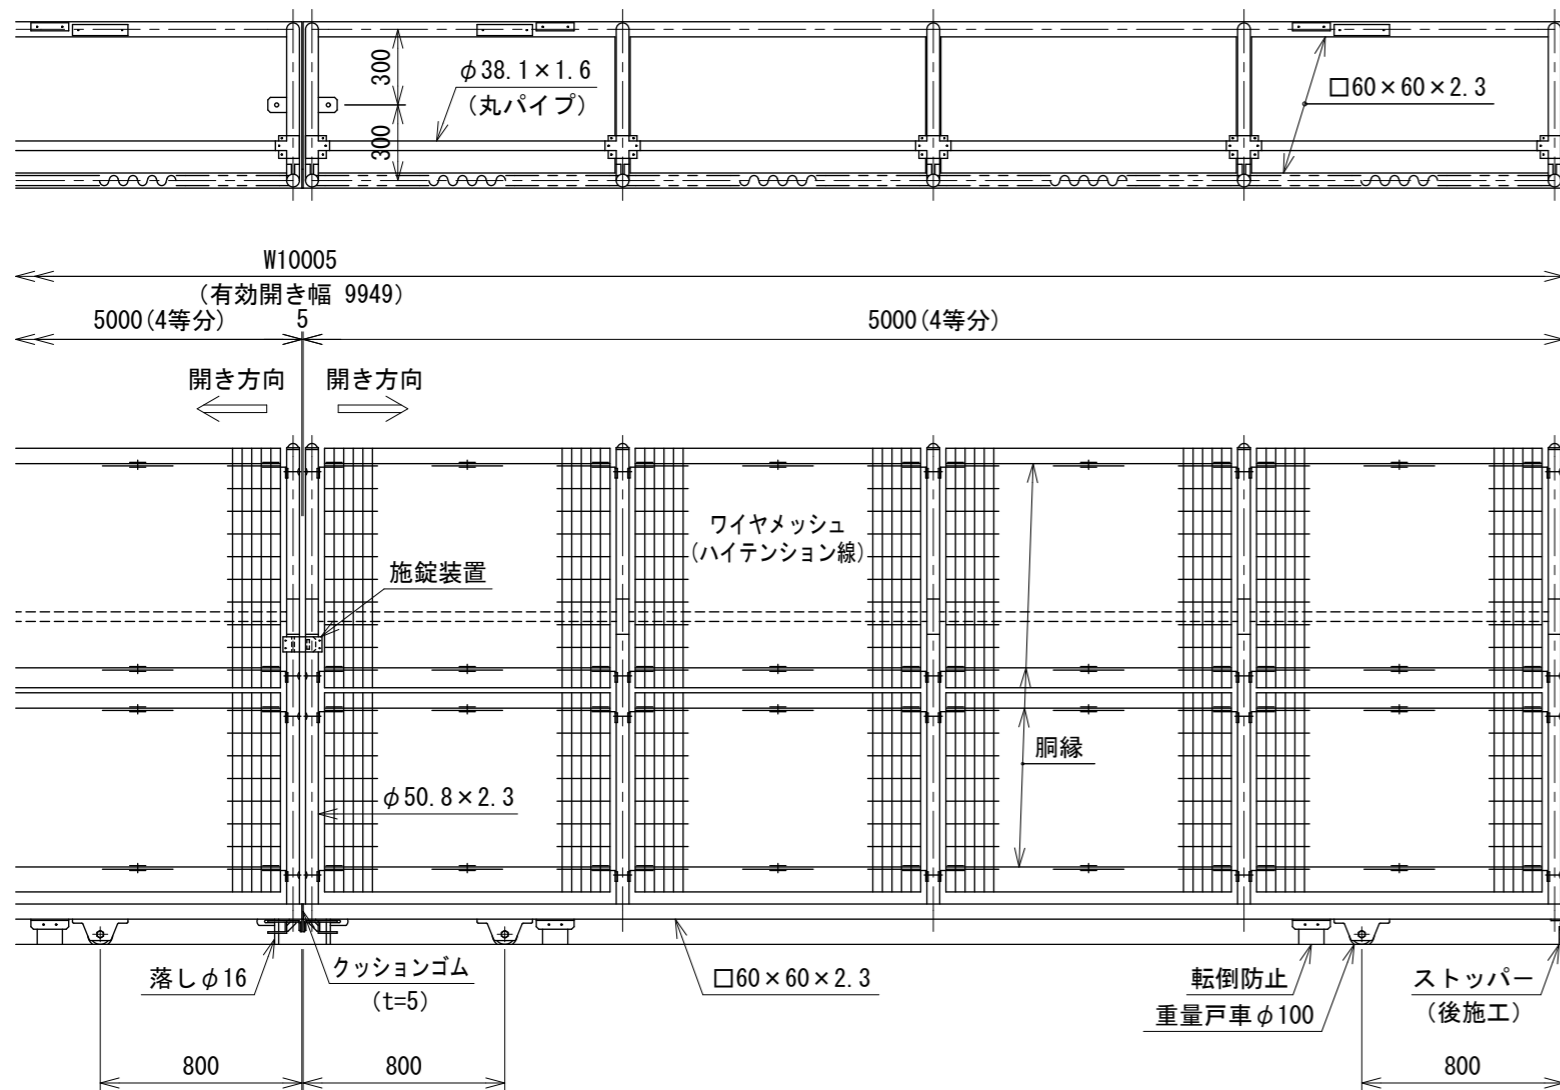 300
φ38.1×1.6
(丸パイプ)
□60×60×2.3
300
W10005
(有効開き幅 9949)
5000(4等分)
5
5000(4等分)
開き方向
開き方向
ワイヤメッシュ
(ハイテンション線)
施錠装置
胴縁
φ50.8×2.3
落しφ16
クッションゴム
(t=5)
□60×60×2.3
転倒防止
重量戸車φ100
ストッパー
(後施工)
800
800
800